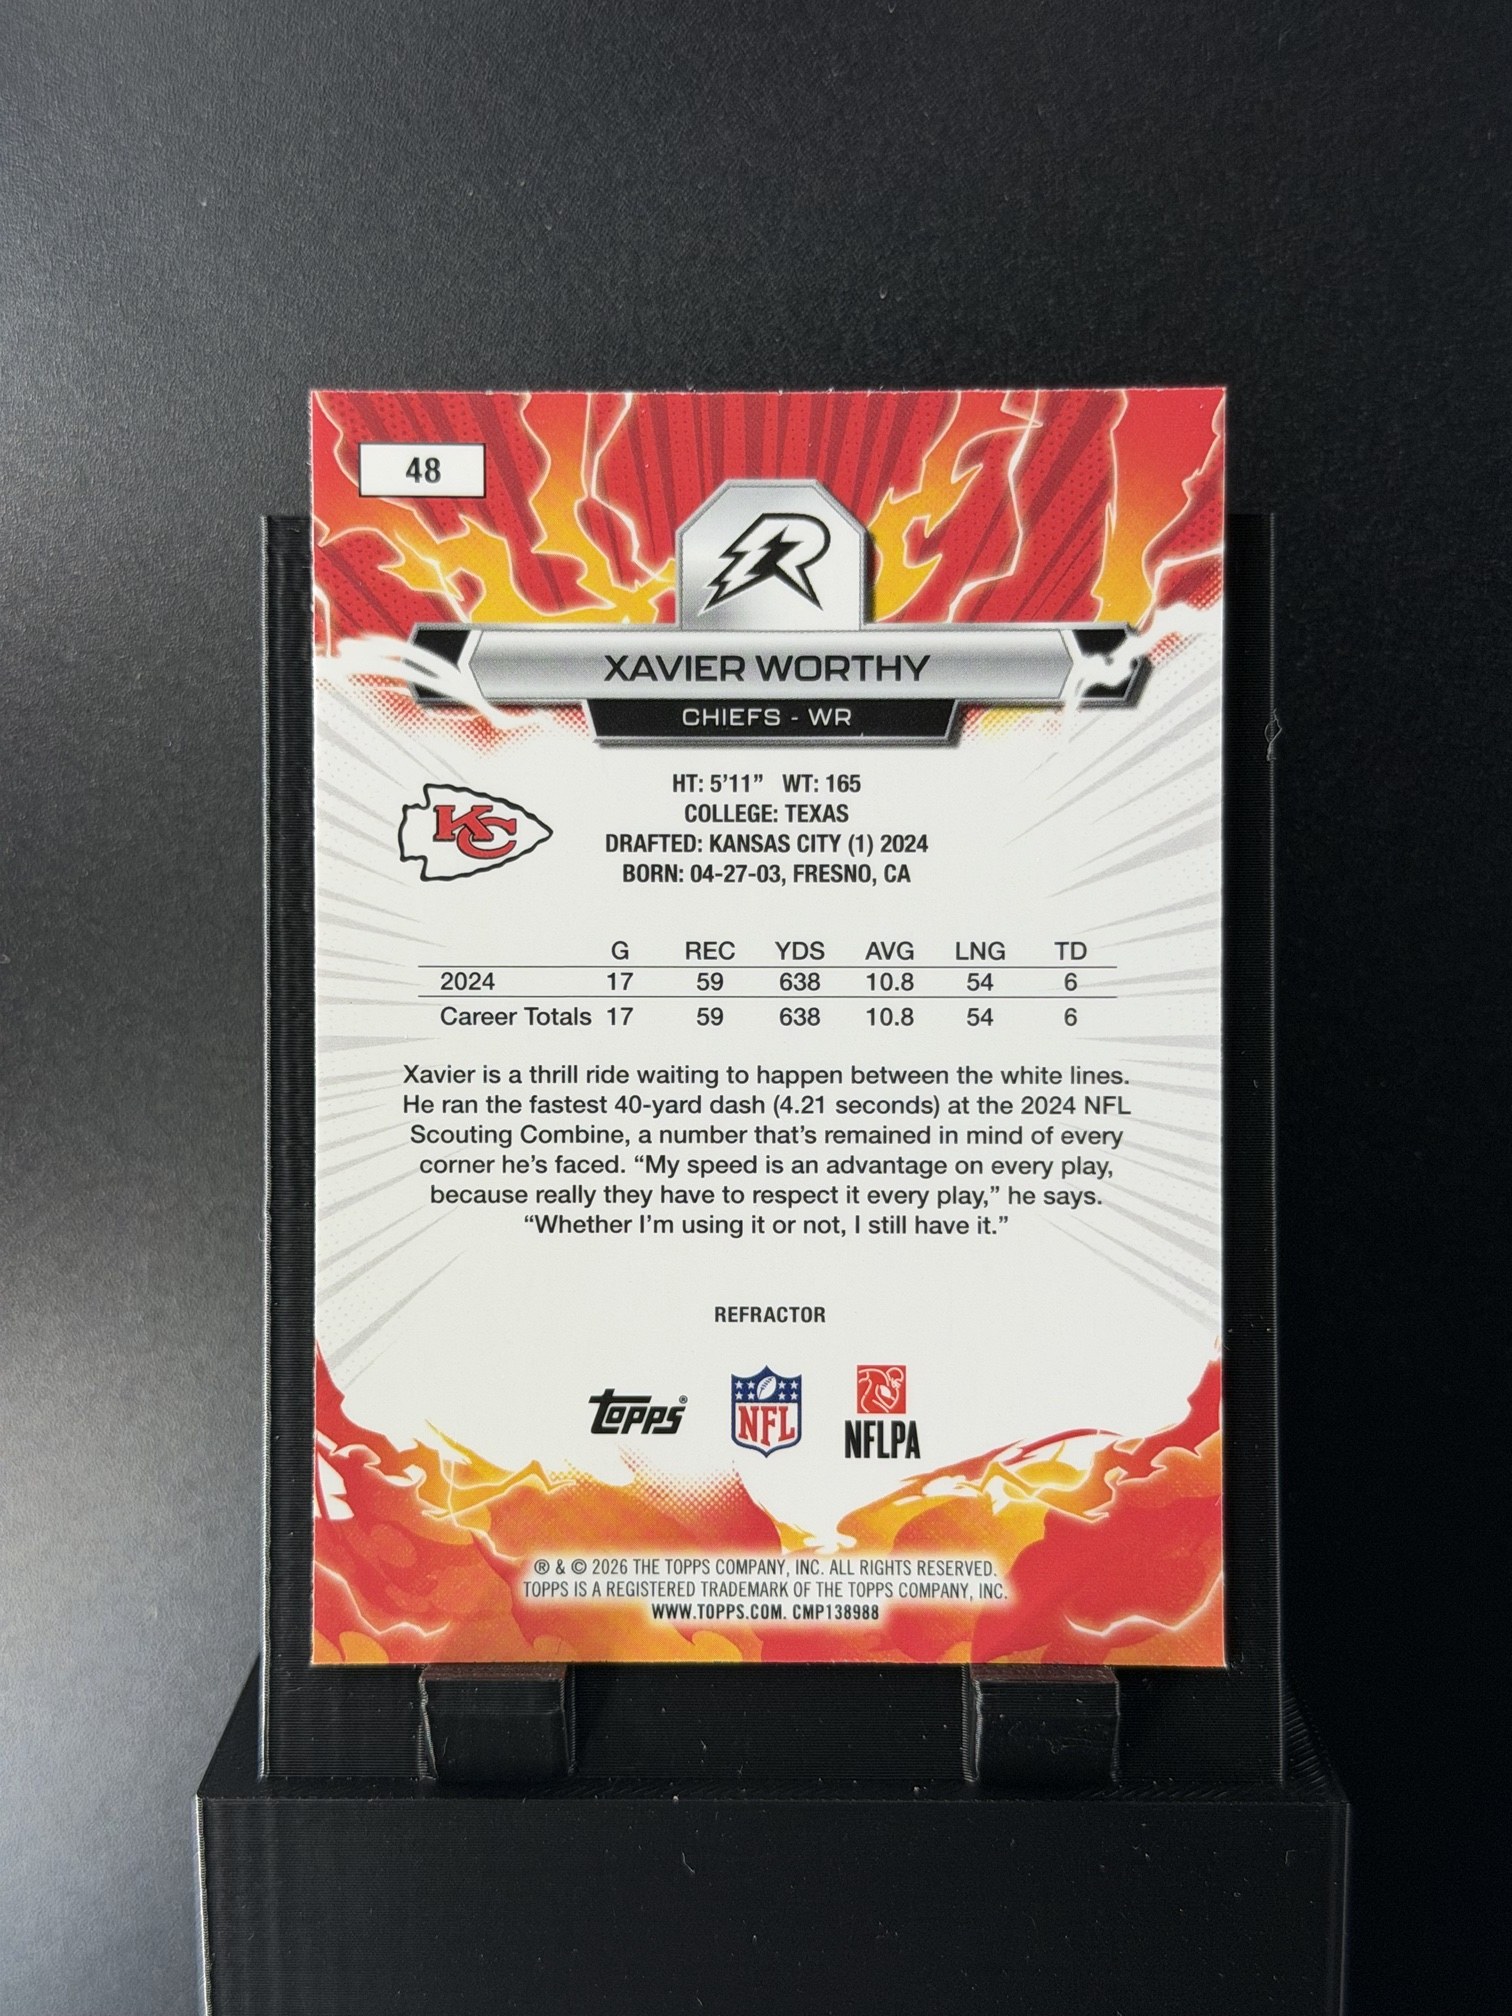 48
R
XAVIER WORTHY
CHIEFS - WR
KC
HT: 5'11” WT: 165
COLLEGE: TEXAS
DRAFTED: KANSAS CITY (1) 2024
BORN: 04-27-03, FRESNO, CA
G REC YDS AVG LNG TD
2024 17 59 638 10.8 54 6
Career Totals 17 59 638 10.8 54 6
Xavier is a thrill ride waiting to happen between the white lines.
He ran the fastest 40-yard dash (4.21 seconds) at the 2024 NFL
Scouting Combine, a number that’s remained in mind of every
corner he’s faced. “My speed is an advantage on every play,
because really they have to respect it every play,” he says.
“Whether I’m using it or not, I still have it.”
REFRACTOR
topps® NFL NFLPA
® & © 2026 THE TOPPS COMPANY, INC. ALL RIGHTS RESERVED.
TOPPS IS A REGISTERED TRADEMARK OF THE TOPPS COMPANY, INC.
WWW.TOPPS.COM. CMP138988